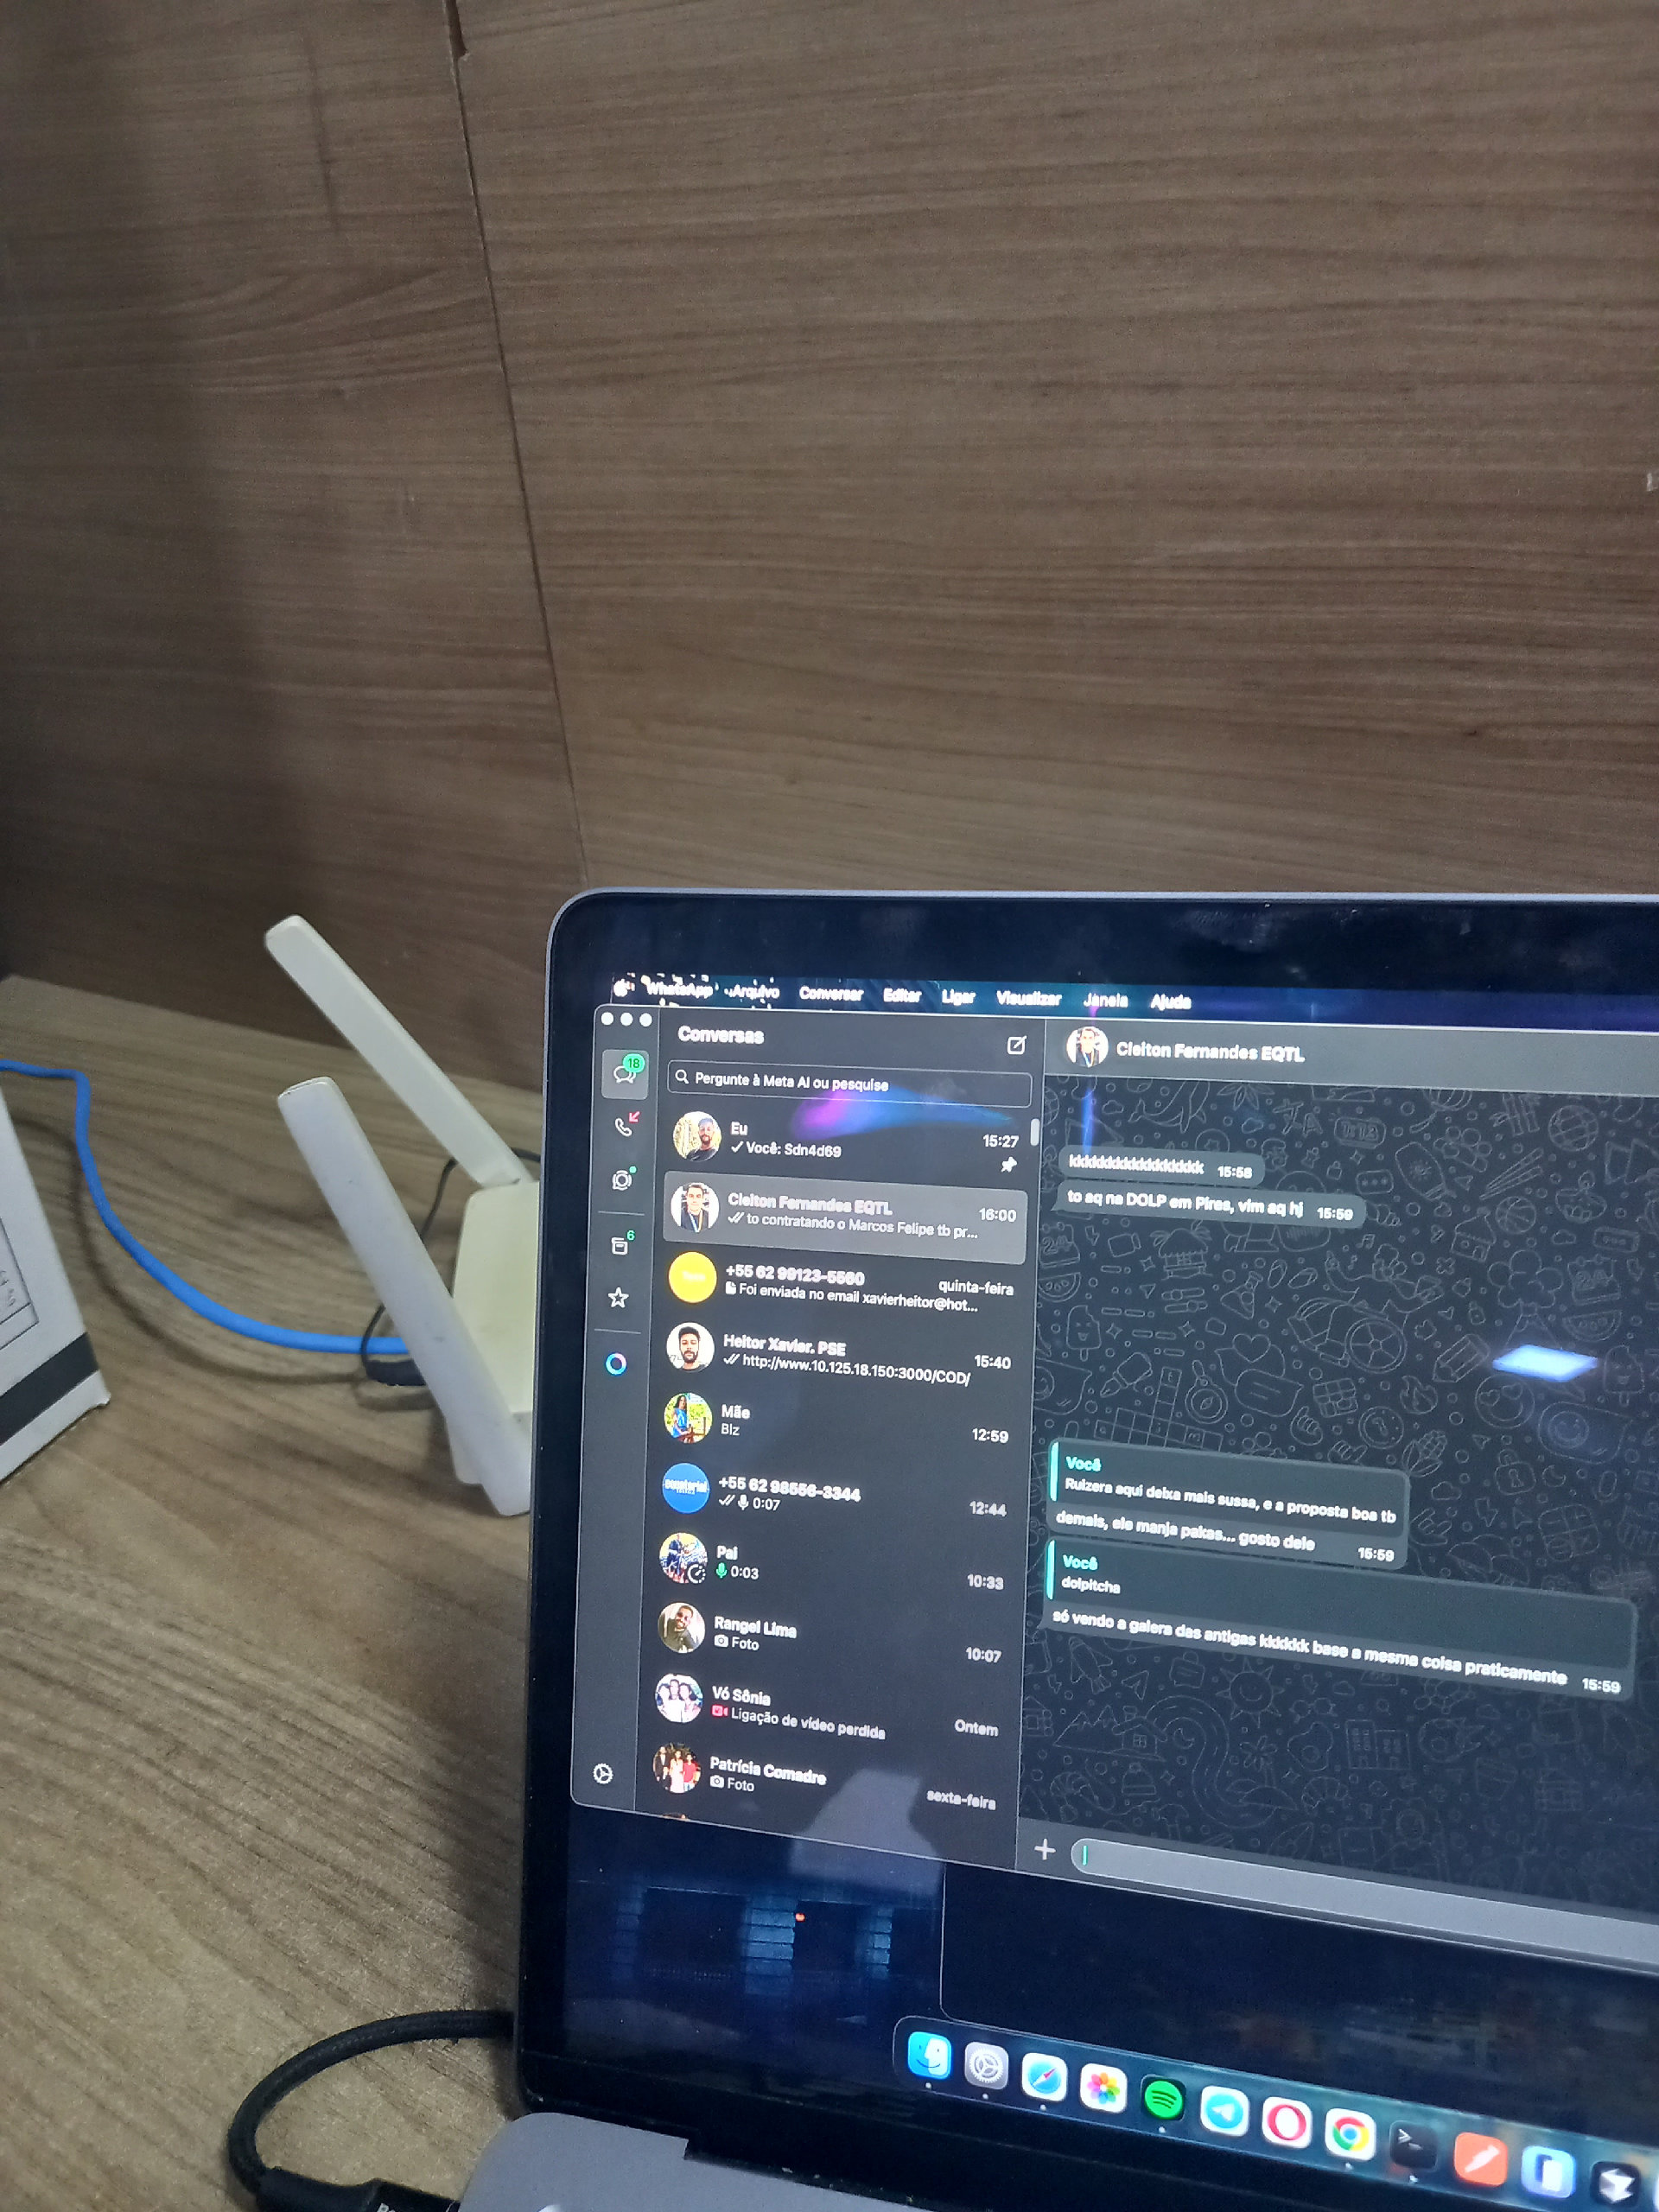 WhatsApp Arquivo Conversar Editar Ligar Visualizar Janela Ajuda
Conversas
18
Pergunte à Meta AI ou pesquise
Eu
15:27
Você: Sdn4d69
Cleiton Fernandes EQTL
16:00
to contratando o Marcos Felipe tb pr...
+55 62 99123-5560
quinta-feira
Foi enviada no email xavierheitor@hot...
6
Heitor Xavier. PSE
15:40
http://www.10.125.18.150:3000/COD/
Mãe
12:59
Blz
+55 62 98556-3344
12:44
0:07
Pai
10:33
0:03
Rangel Lima
10:07
Foto
Vó Sônia
Ontem
Ligação de vídeo perdida
Patrícia Comadre
sexta-feira
Foto
Cleiton Fernandes EQTL
kkkkkkkkkkkkkkkkkk 15:58
to aq na DOLP em Pires, vim aq hj 15:59
Você
Ruizera aqui deixa mais sussa, e a proposta boa tb
demais, ele manja pakas... gosto dele 15:59
Você
dolpitcha
só vendo a galera das antigas kkkkkk base a mesma coisa praticamente 15:59